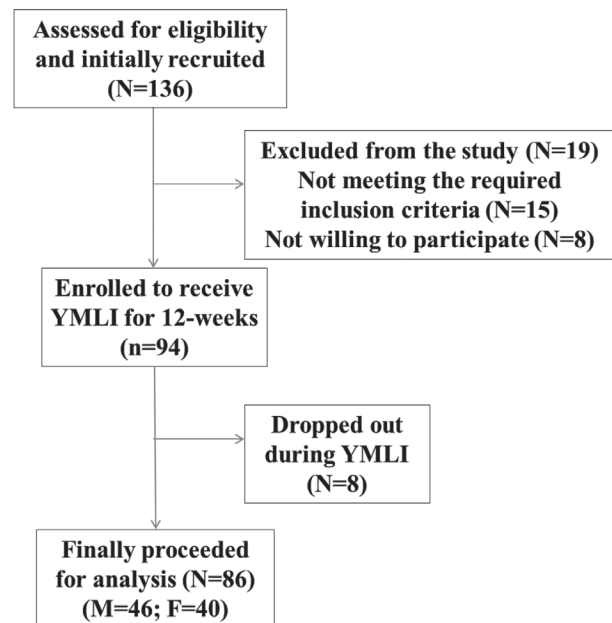 Assessed for eligibility
and initially recruited
(N=136)
Excluded from the study (N=19)
Not meeting the required
inclusion criteria (N=15)
Not willing to participate (N=8)
Enrolled to receive
YMLI for 12-weeks
(n=94)
Dropped out
during YMLI
(N=8)
Finally proceeded
for analysis (N=86)
(M=46; F=40)